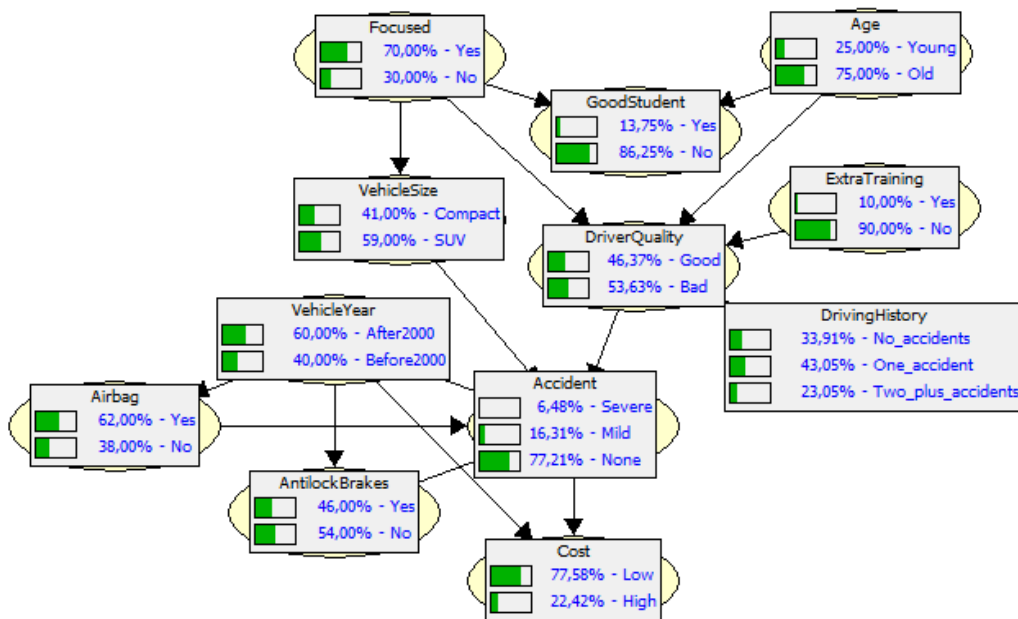 Focused
70,00% - Yes
30,00% - No
Age
25,00% - Young
75,00% - Old
GoodStudent
13,75% - Yes
86,25% - No
VehicleSize
41,00% - Compact
59,00% - SUV
ExtraTraining
10,00% - Yes
90,00% - No
DriverQuality
46,37% - Good
53,63% - Bad
VehicleYear
60,00% - After2000
40,00% - Before2000
DrivingHistory
33,91% - No_accidents
43,05% - One_accident
23,05% - Two_plus_accidents
Airbag
62,00% - Yes
38,00% - No
Accident
6,48% - Severe
16,31% - Mild
77,21% - None
AntilockBrakes
46,00% - Yes
54,00% - No
Cost
77,58% - Low
22,42% - High